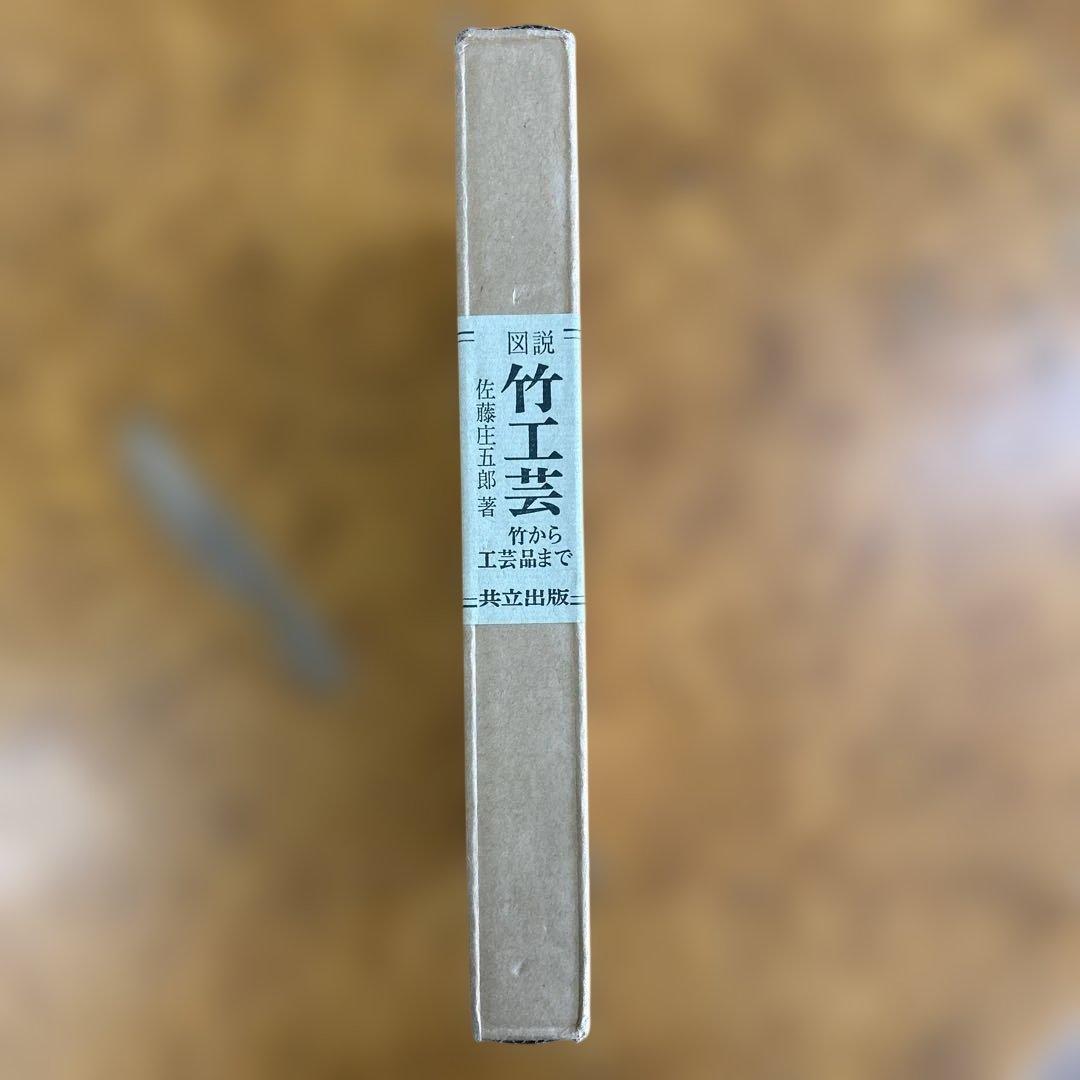 図説
竹工芸
竹から
工芸品まで
佐藤庄五郎 著
共立出版